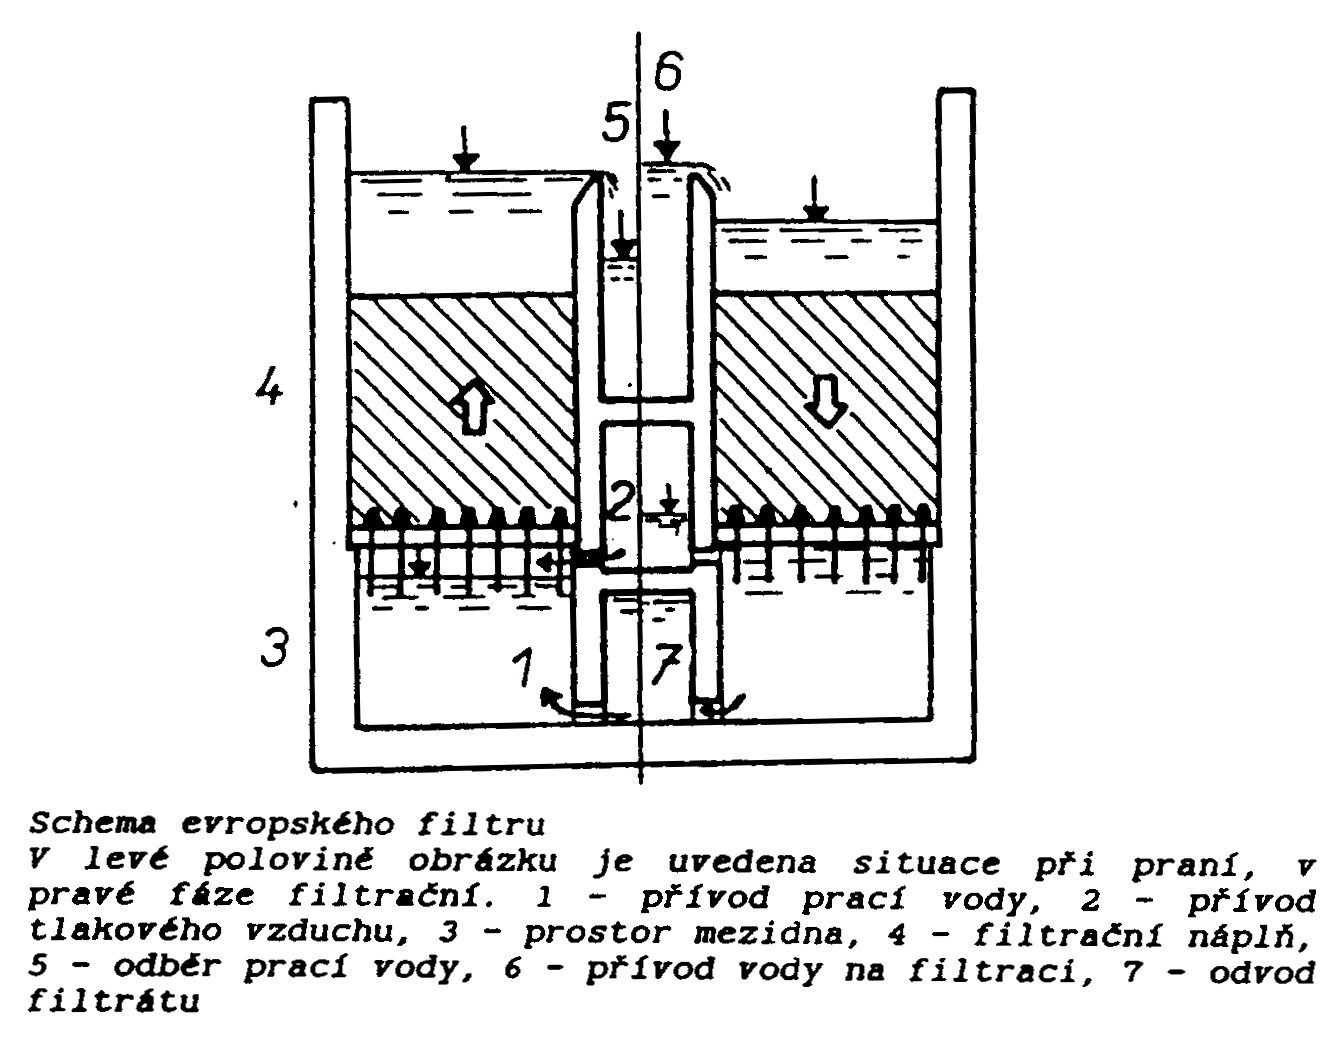 6
5
4
2
3
1
7
Schema evropského filtru
V levé polovině obrázku je uvedena situace při praní, v
pravé fáze filtrační. 1 - přívod prací vody, 2 - přívod
tlakového vzduchu, 3 - prostor mezidna, 4 - filtrační náplň,
5 - odběr prací vody, 6 - přívod vody na filtraci, 7 - odvod
filtrátu